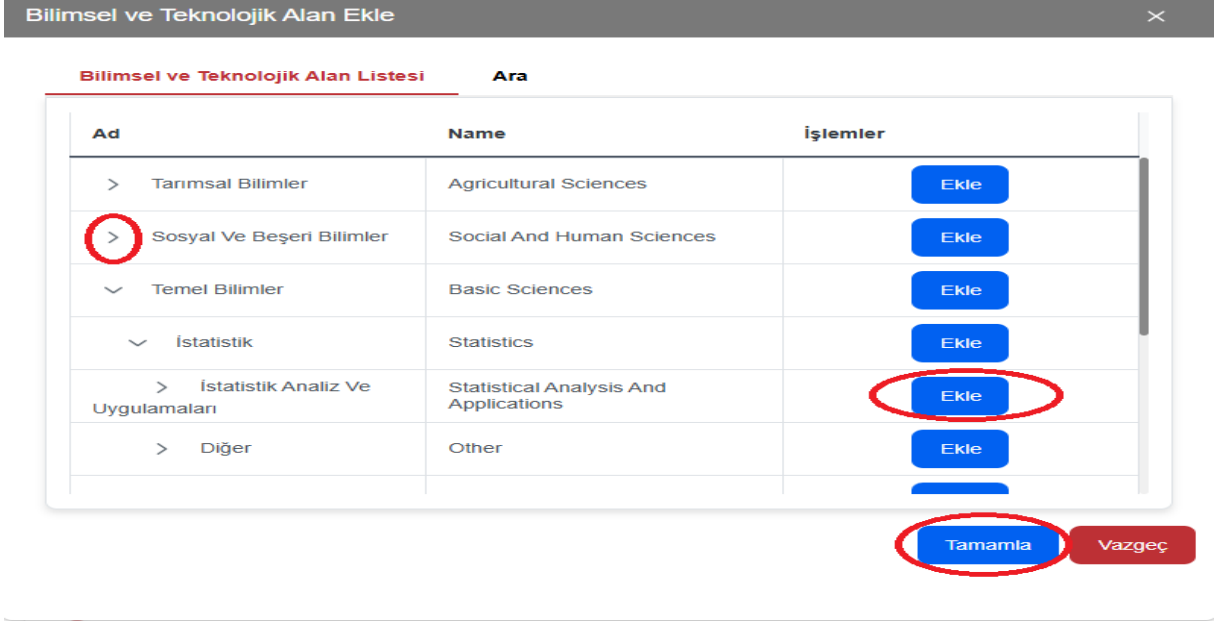 Bilimsel ve Teknolojik Alan Ekle
Bilimsel ve Teknolojik Alan Listesi Ara
Ad Name İşlemler
Tarımsal Bilimler Agricultural Sciences Ekle
Sosyal Ve Beşeri Bilimler Social And Human Sciences Ekle
Temel Bilimler Basic Sciences Ekle
İstatistik Statistics Ekle
İstatistik Analiz Ve
Uygulamaları
Statistical Analysis And
Applications
Ekle
Diğer Other Ekle
Tamamla Vazgeç